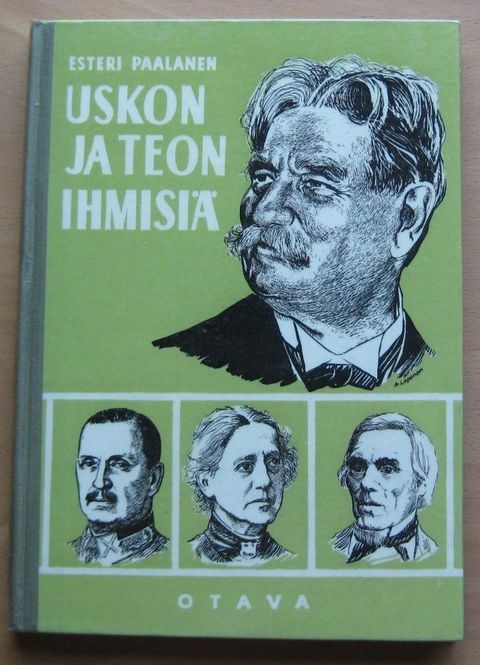 ESTERI PAALANEN
USKON
JA TEON
IHMISIÄ
OTAVA